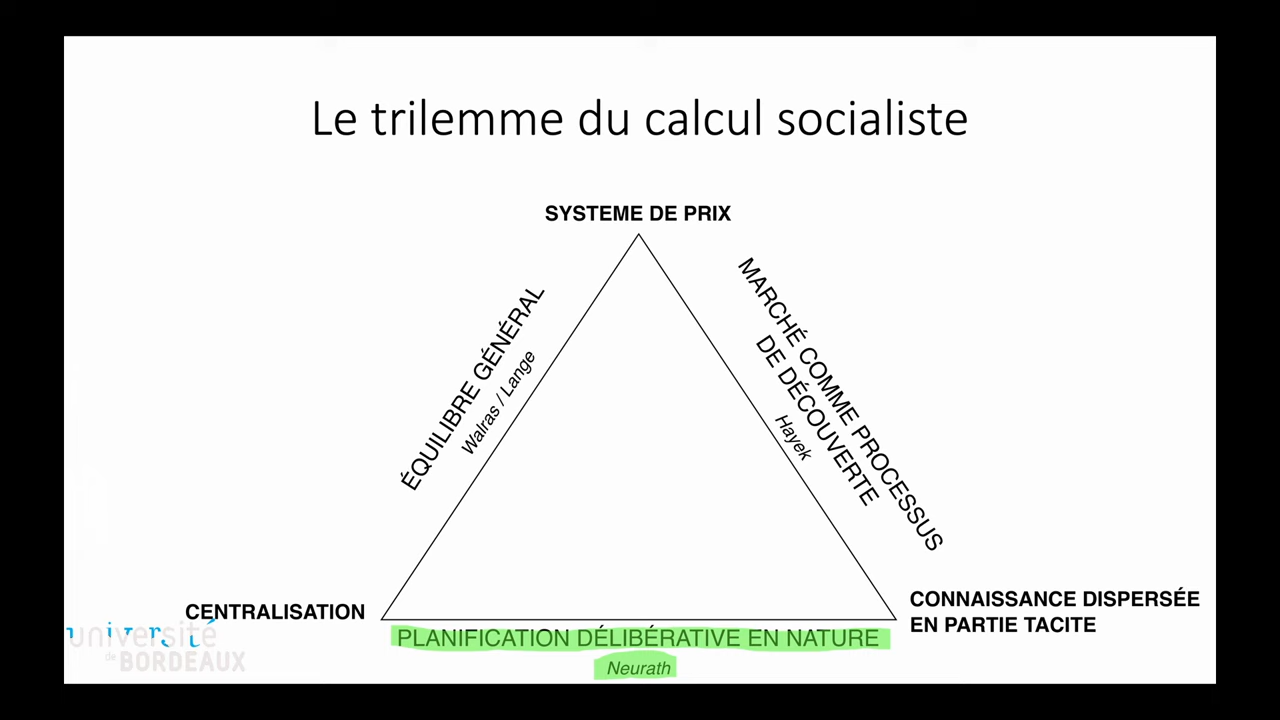 Le trilemme du calcul socialiste
SYSTEME DE PRIX
ÉQUILIBRE GÉNÉRAL
Walras / Lange
MARCHÉ COMME PROCESSUS
DE DÉCOUVERTE
Hayek
CENTRALISATION
CONNAISSANCE DISPERSÉE
EN PARTIE TACITE
PLANIFICATION DÉLIBÉRATIVE EN NATURE
Neurath
université
de BORDEAUX